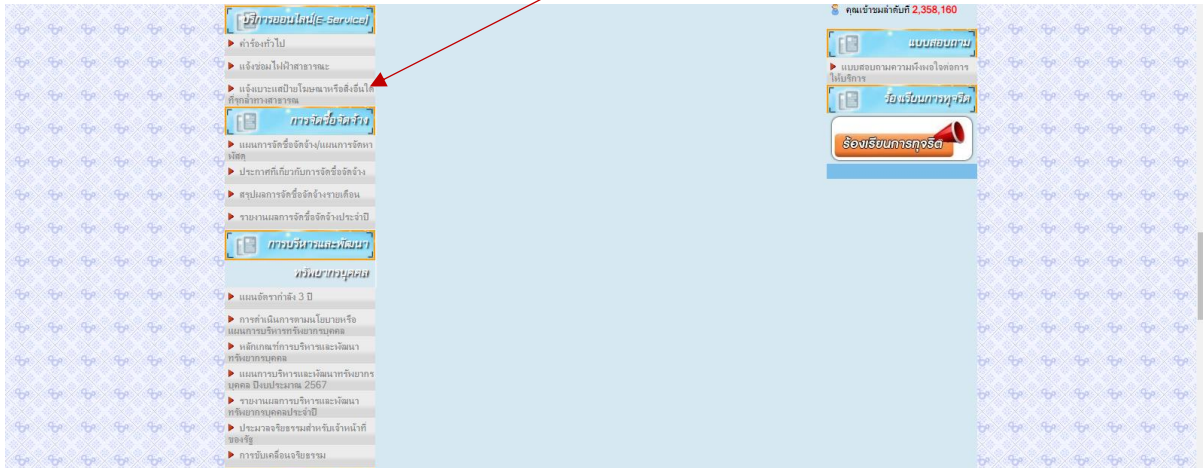 บริการออนไลน์(E-Service)
คำร้องทั่วไป
แจ้งซ่อมไฟฟ้าสาธารณะ
แจ้งเบาะแสป้ายโฆษณาหรือสิ่งอื่นใด
ที่รุกล้ำทางสาธารณ
การจัดซื้อจัดจ้าง
แผนการจัดซื้อจัดจ้าง/แผนการจัดหา
พัสดุ
ประกาศที่เกี่ยวกับการจัดซื้อจัดจ้าง
สรุปผลการจัดซื้อจัดจ้างรายเดือน
รายงานผลการจัดซื้อจัดจ้างประจำปี
การบริหารและพัฒนา
ทรัพยากรบุคคล
แผนอัตรากำลัง 3 ปี
การดำเนินการตามนโยบายหรือ
แผนการบริหารทรัพยากรบุคคล
หลักเกณฑ์การบริหารและพัฒนา
ทรัพยากรบุคคล
แผนการบริหารและพัฒนาทรัพยากร
บุคคล ปีงบประมาณ 2567
รายงานผลการบริหารและพัฒนา
ทรัพยากรบุคคลประจำปี
ประมวลจริยธรรมสำหรับเจ้าหน้าที่
ของรัฐ
การขับเคลื่อนจริยธรรม
คุณเข้าชมลำดับที่ 2,358,160
แบบสอบถาม
แบบสอบถามความพึงพอใจต่อการ
ให้บริการ
ร้องเรียนการทุจริต
ร้องเรียนการทุจริต